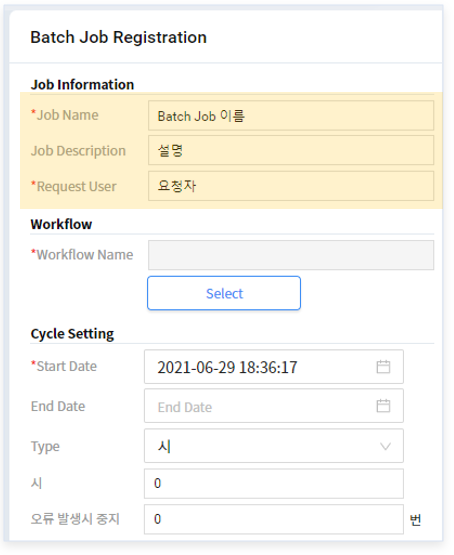 Batch Job Registration
Job Information
*Job Name Batch Job 이름
Job Description 설명
*Request User 요청자
Workflow
*Workflow Name
Select
Cycle Setting
*Start Date 2021-06-29 18:36:17
End Date End Date
Type 시
시 0
오류 발생시 중지 0 번